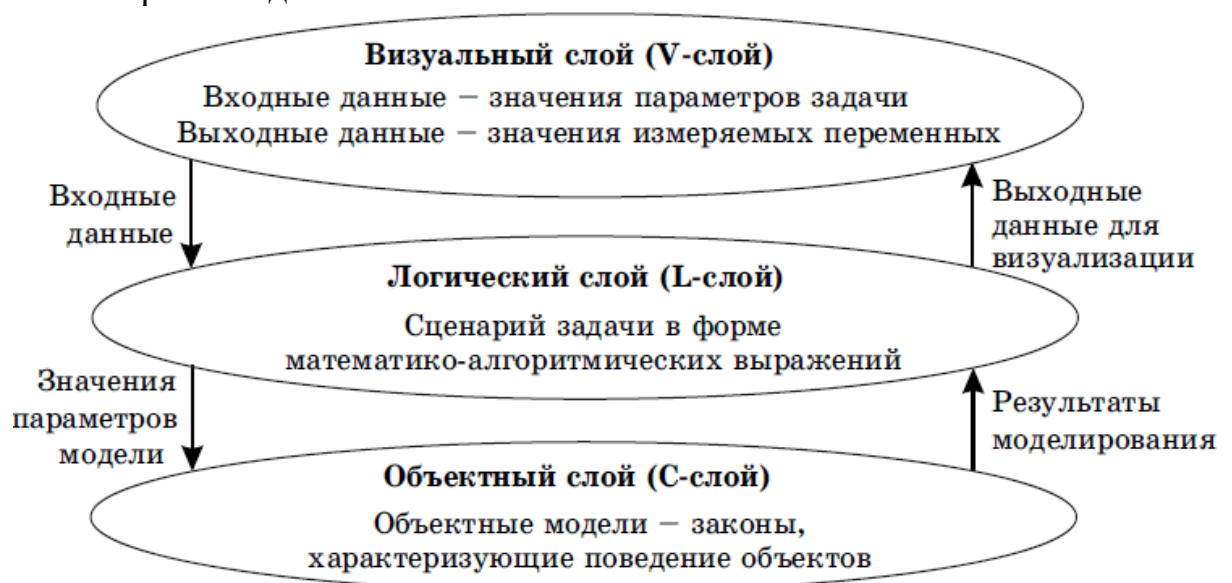 Визуальный слой (V-слой)
Входные данные – значения параметров задачи
Выходные данные – значения измеряемых переменных
Входные
данные
Выходные
данные для
визуализации
Логический слой (L-слой)
Сценарий задачи в форме
математико-алгоритмических выражений
Значения
параметров
модели
Результаты
моделирования
Объектный слой (С-слой)
Объектные модели – законы,
характеризующие поведение объектов